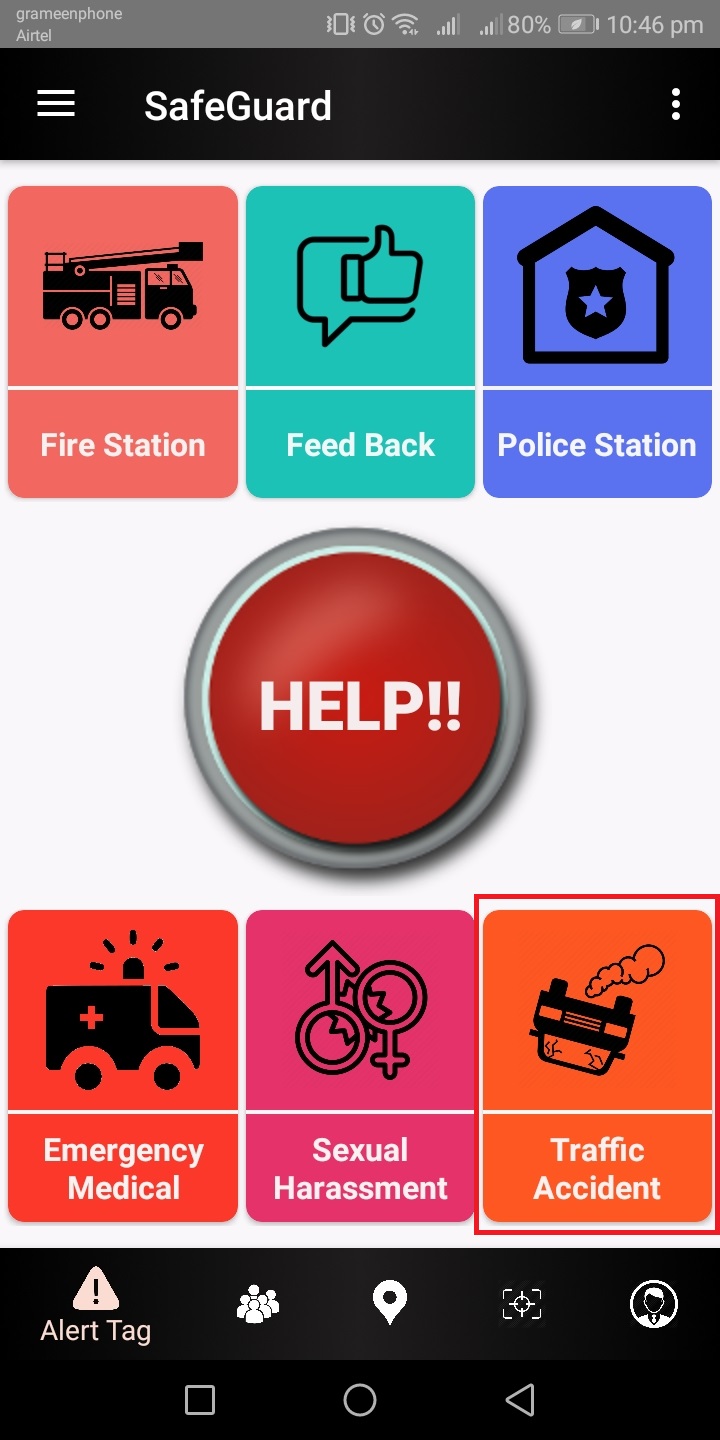 grameenphone
Airtel
80% 10:46 pm
SafeGuard
Fire Station
Feed Back
Police Station
HELP!!
Emergency
Medical
Sexual
Harassment
Traffic
Accident
Alert Tag